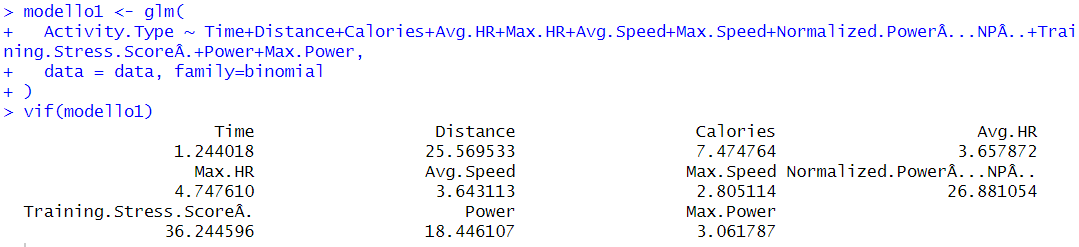 > modello1 <- glm(
+   Activity.Type ~ Time+Distance+Calories+Avg.HR+Max.HR+Avg.Speed+Max.Speed+Normalized.PowerÂ...NPÂ..+Trai
ning.Stress.ScoreÂ.+Power+Max.Power,
+   data = data, family=binomial
+ )
> vif(modello1)
Time Distance Calories Avg.HR
1.244018 25.569533 7.474764 3.657872
Max.HR Avg.Speed Max.Speed Normalized.PowerÂ...NPÂ..
4.747610 3.643113 2.805114 26.881054
Training.Stress.ScoreÂ. Power Max.Power
36.244596 18.446107 3.061787